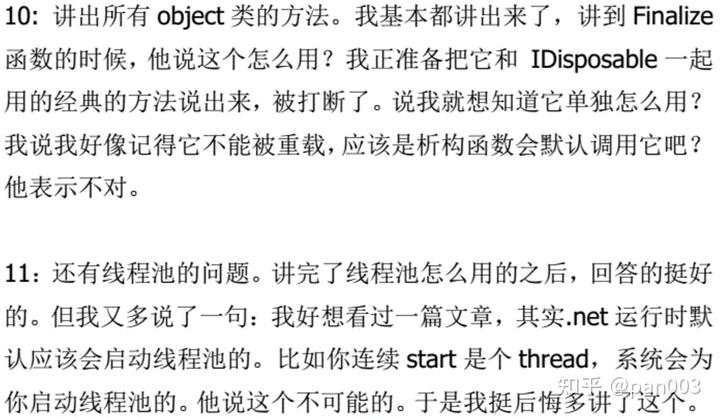 10: 讲出所有 object 类的方法。我基本都讲出来了，讲到 Finalize
函数的时候，他说这个怎么用？我正准备把它和 IDisposable 一起
用的经典的方法说出来，被打断了。说我就想知道它单独怎么用？
我说我好像记得它不能被重载，应该是析构函数会默认调用它吧？
他表示不对。
11：还有线程池的问题。讲完了线程池怎么用的之后，回答的挺好
的。但我又多说了一句：我好想看过一篇文章，其实.net 运行时默
认应该会启动线程池的。比如你连续 start 是个 thread，系统会为
你启动线程池的。他说这个不可能的。于是我挺后悔多讲了这个。
知乎 @pan003